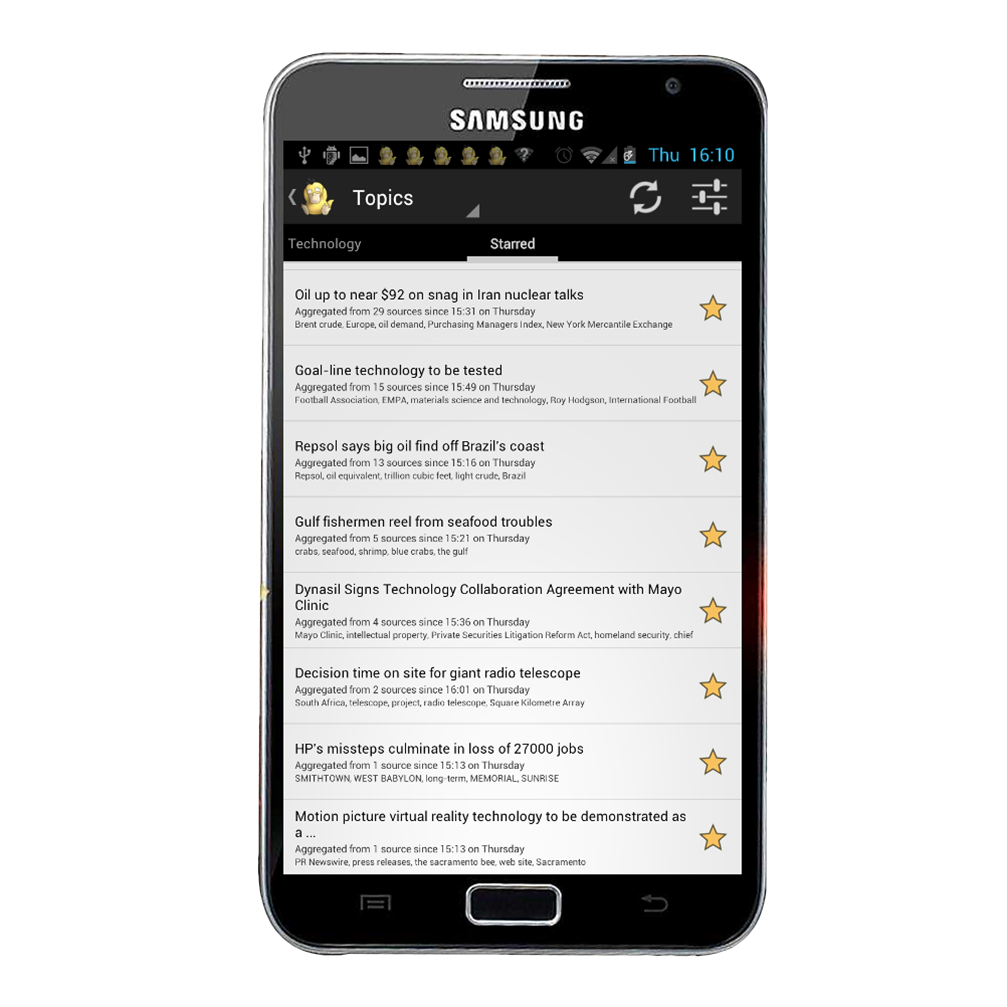 SAMSUNG
Thu 16:10
Topics
Technology
Starred
Oil up to near $92 on snag in Iran nuclear talks
Aggregated from 29 sources since 15:31 on Thursday
Brent crude, Europe, oil demand, Purchasing Managers Index, New York Mercantile Exchange
Goal-line technology to be tested
Aggregated from 15 sources since 15:49 on Thursday
Football Association, EMPA, materials science and technology, Roy Hodgson, International Football
Repsol says big oil find off Brazil's coast
Aggregated from 13 sources since 15:16 on Thursday
Repsol, oil equivalent, trillion cubic feet, light crude, Brazil
Gulf fishermen reel from seafood troubles
Aggregated from 5 sources since 15:21 on Thursday
crabs, seafood, shrimp, blue crabs, the gulf
Dynasil Signs Technology Collaboration Agreement with Mayo
Clinic
Aggregated from 4 sources since 15:36 on Thursday
Mayo Clinic, intellectual property, Private Securities Litigation Reform Act, homeland security, chief
Decision time on site for giant radio telescope
Aggregated from 2 sources since 16:01 on Thursday
South Africa, telescope, project, radio telescope, Square Kilometre Array
HP's missteps culminate in loss of 27000 jobs
Aggregated from 1 source since 15:13 on Thursday
SMITHTOWN, WEST BABYLON, long-term, MEMORIAL, SUNRISE
Motion picture virtual reality technology to be demonstrated as
a ...
Aggregated from 1 source since 15:13 on Thursday
PR Newswire, press releases, the sacramento bee, web site, Sacramento